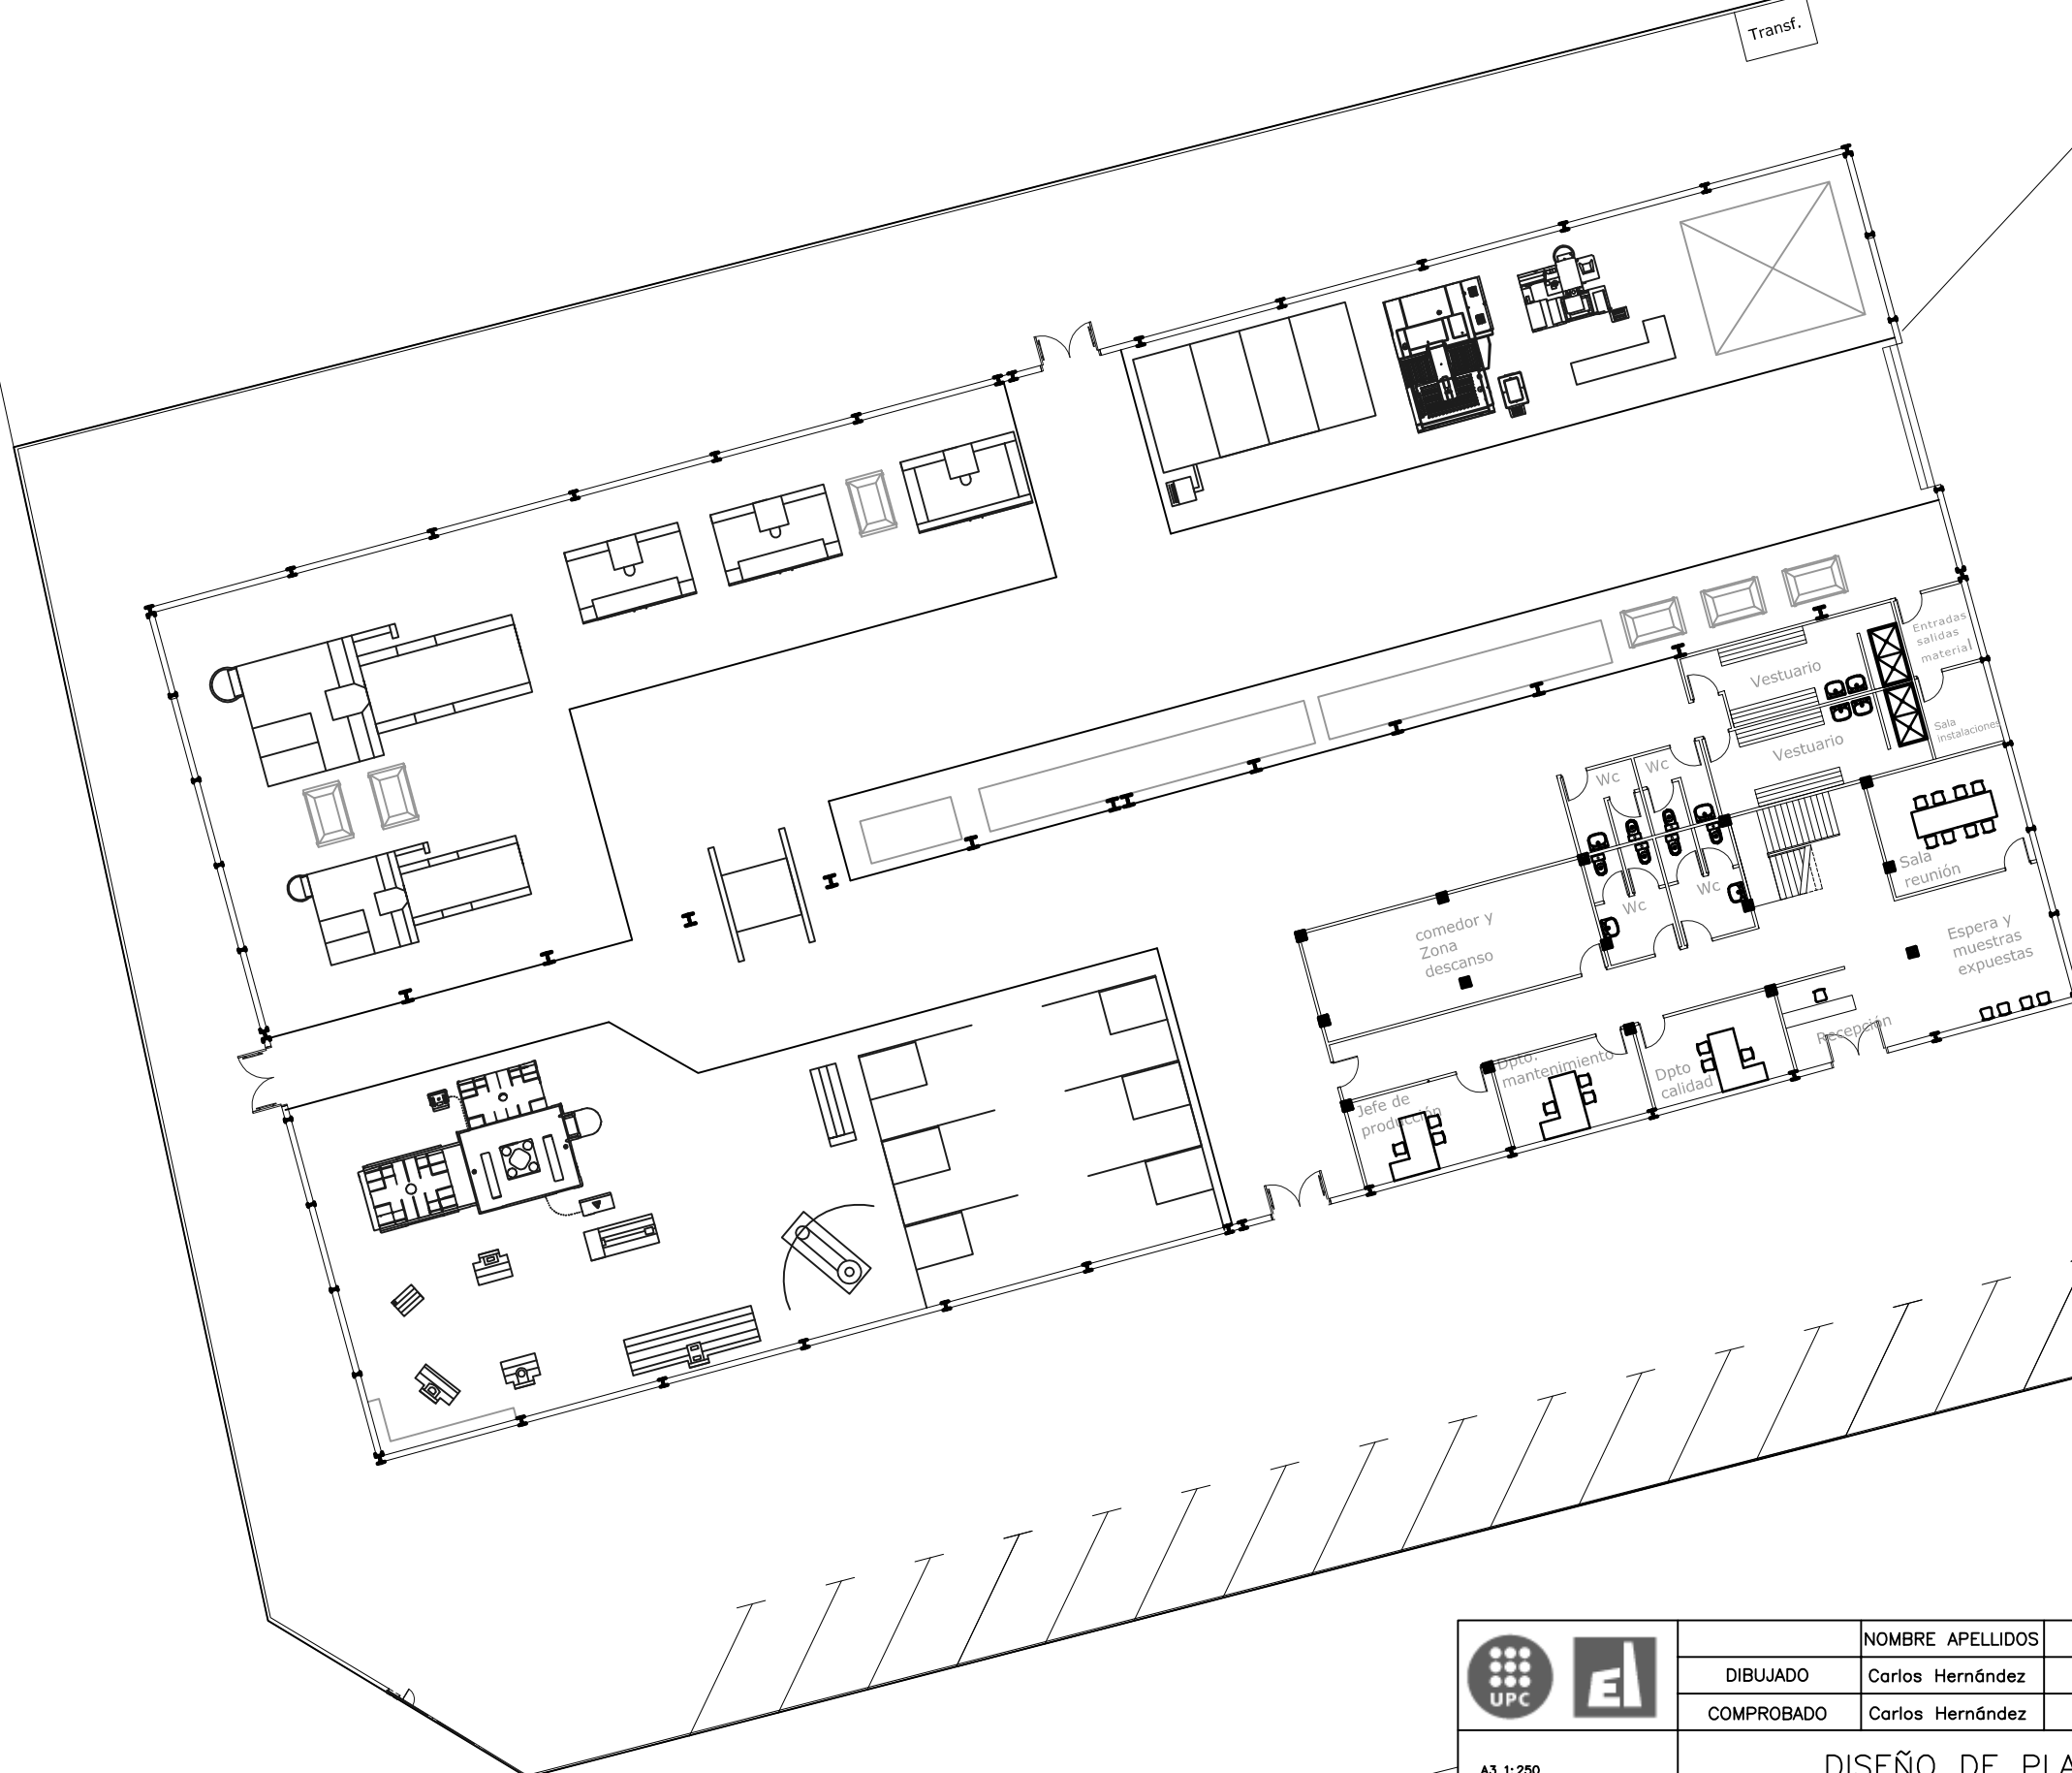 Transf.
Entradas
salidas
material
Vestuario
Sala
instalaciones
Vestuario
Wc
Wc
Sala
reunión
Wc
Wc
comedor y
Zona
descanso
Espera y
muestras
expuestas
Recepción
Dpto.
mantenimiento
Dpto
calidad
Jefe de
producción
UPC
NOMBRE APELLIDOS
DIBUJADO
Carlos Hernández
COMPROBADO
Carlos Hernández
A3 1:250
DISEÑO DE PLA